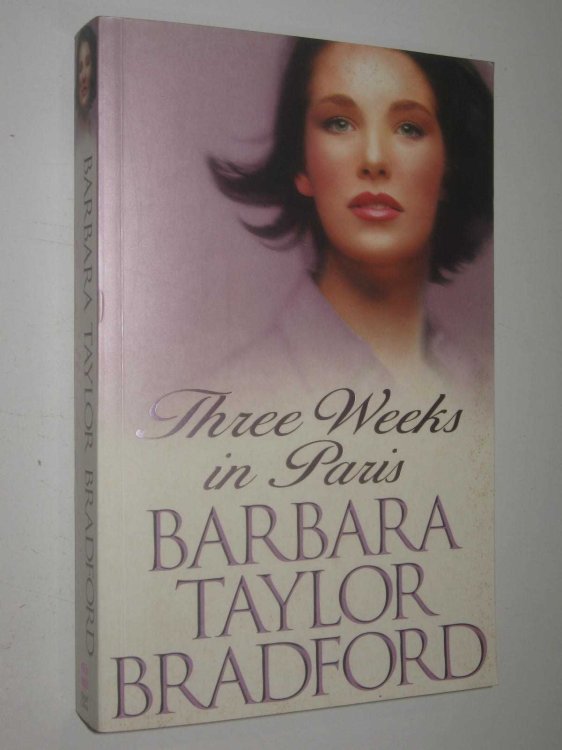 BARBARA TAYLOR BRADFORD
Three Weeks
in Paris
BARBARA
TAYLOR
BRADFORD